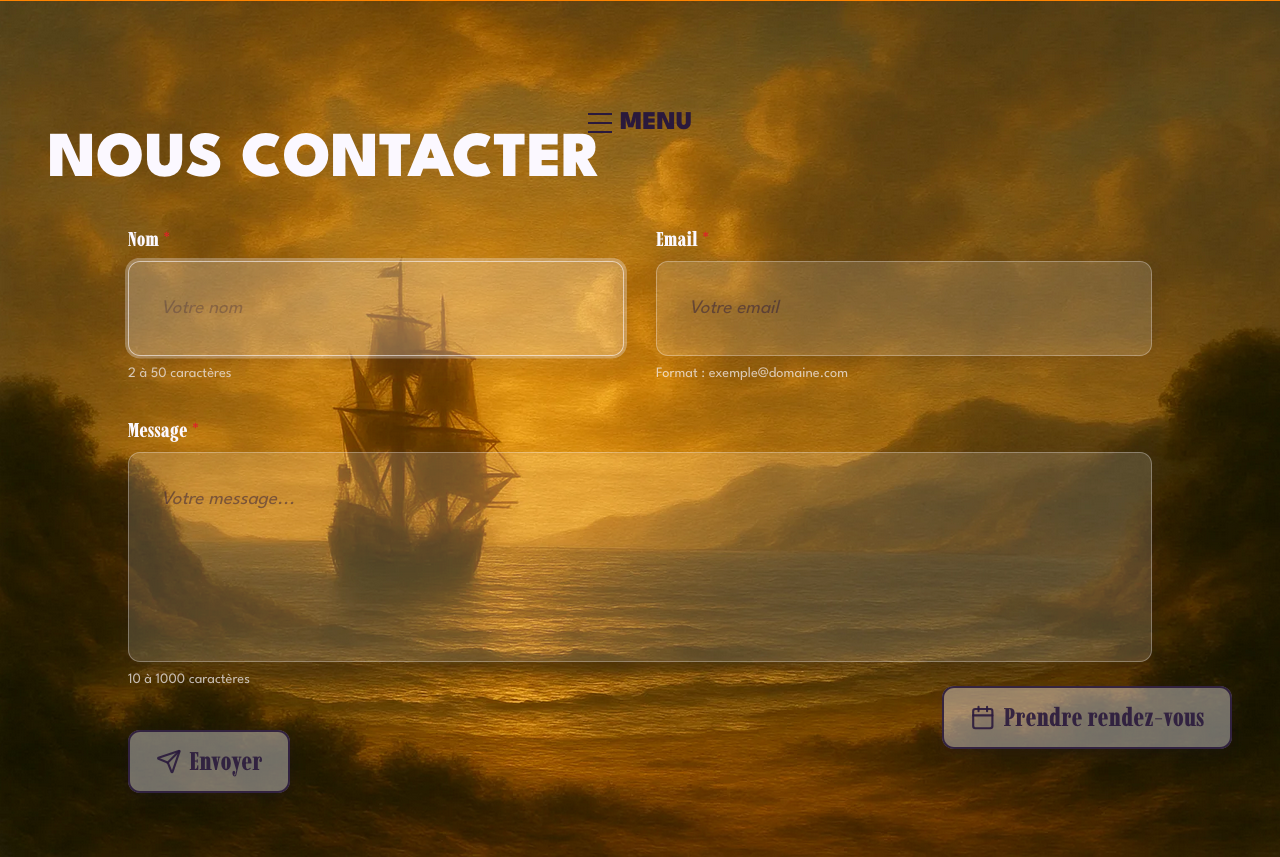 MENU
NOUS CONTACTER
Nom *
Email *
Votre nom
Votre email
2 à 50 caractères
Format : exemple@domaine.com
Message *
Votre message...
10 à 1000 caractères
Prendre rendez-vous
Envoyer